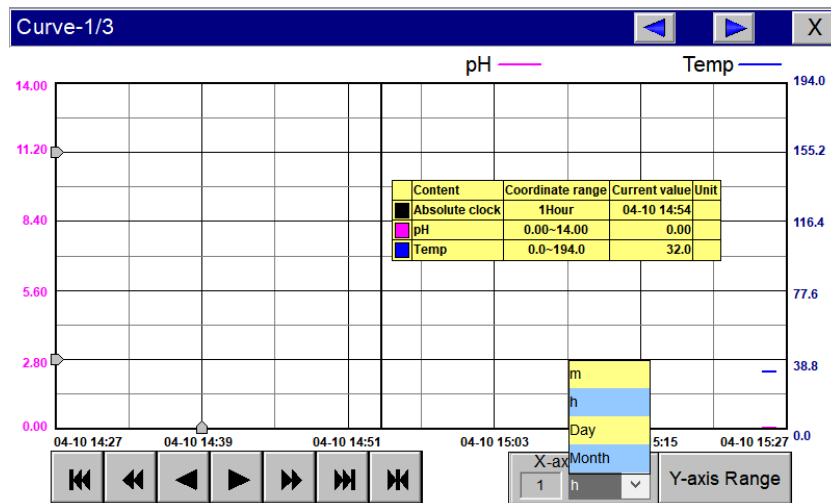 Curve-1/3
X
pH
Temp
14.00
194.0
11.20
155.2
Content Coordinate range Current value Unit
Absolute clock 1Hour 04-10 14:54
pH 0.00~14.00 0.00
Temp 0.0~194.0 32.0
8.40
116.4
5.60
77.6
2.80
38.8
m
h
Day
Month
0.00
0.0
04-10 14:27 04-10 14:39 04-10 14:51 04-10 15:03 5:15 04-10 15:27
X-ax
1 h
Y-axis Range